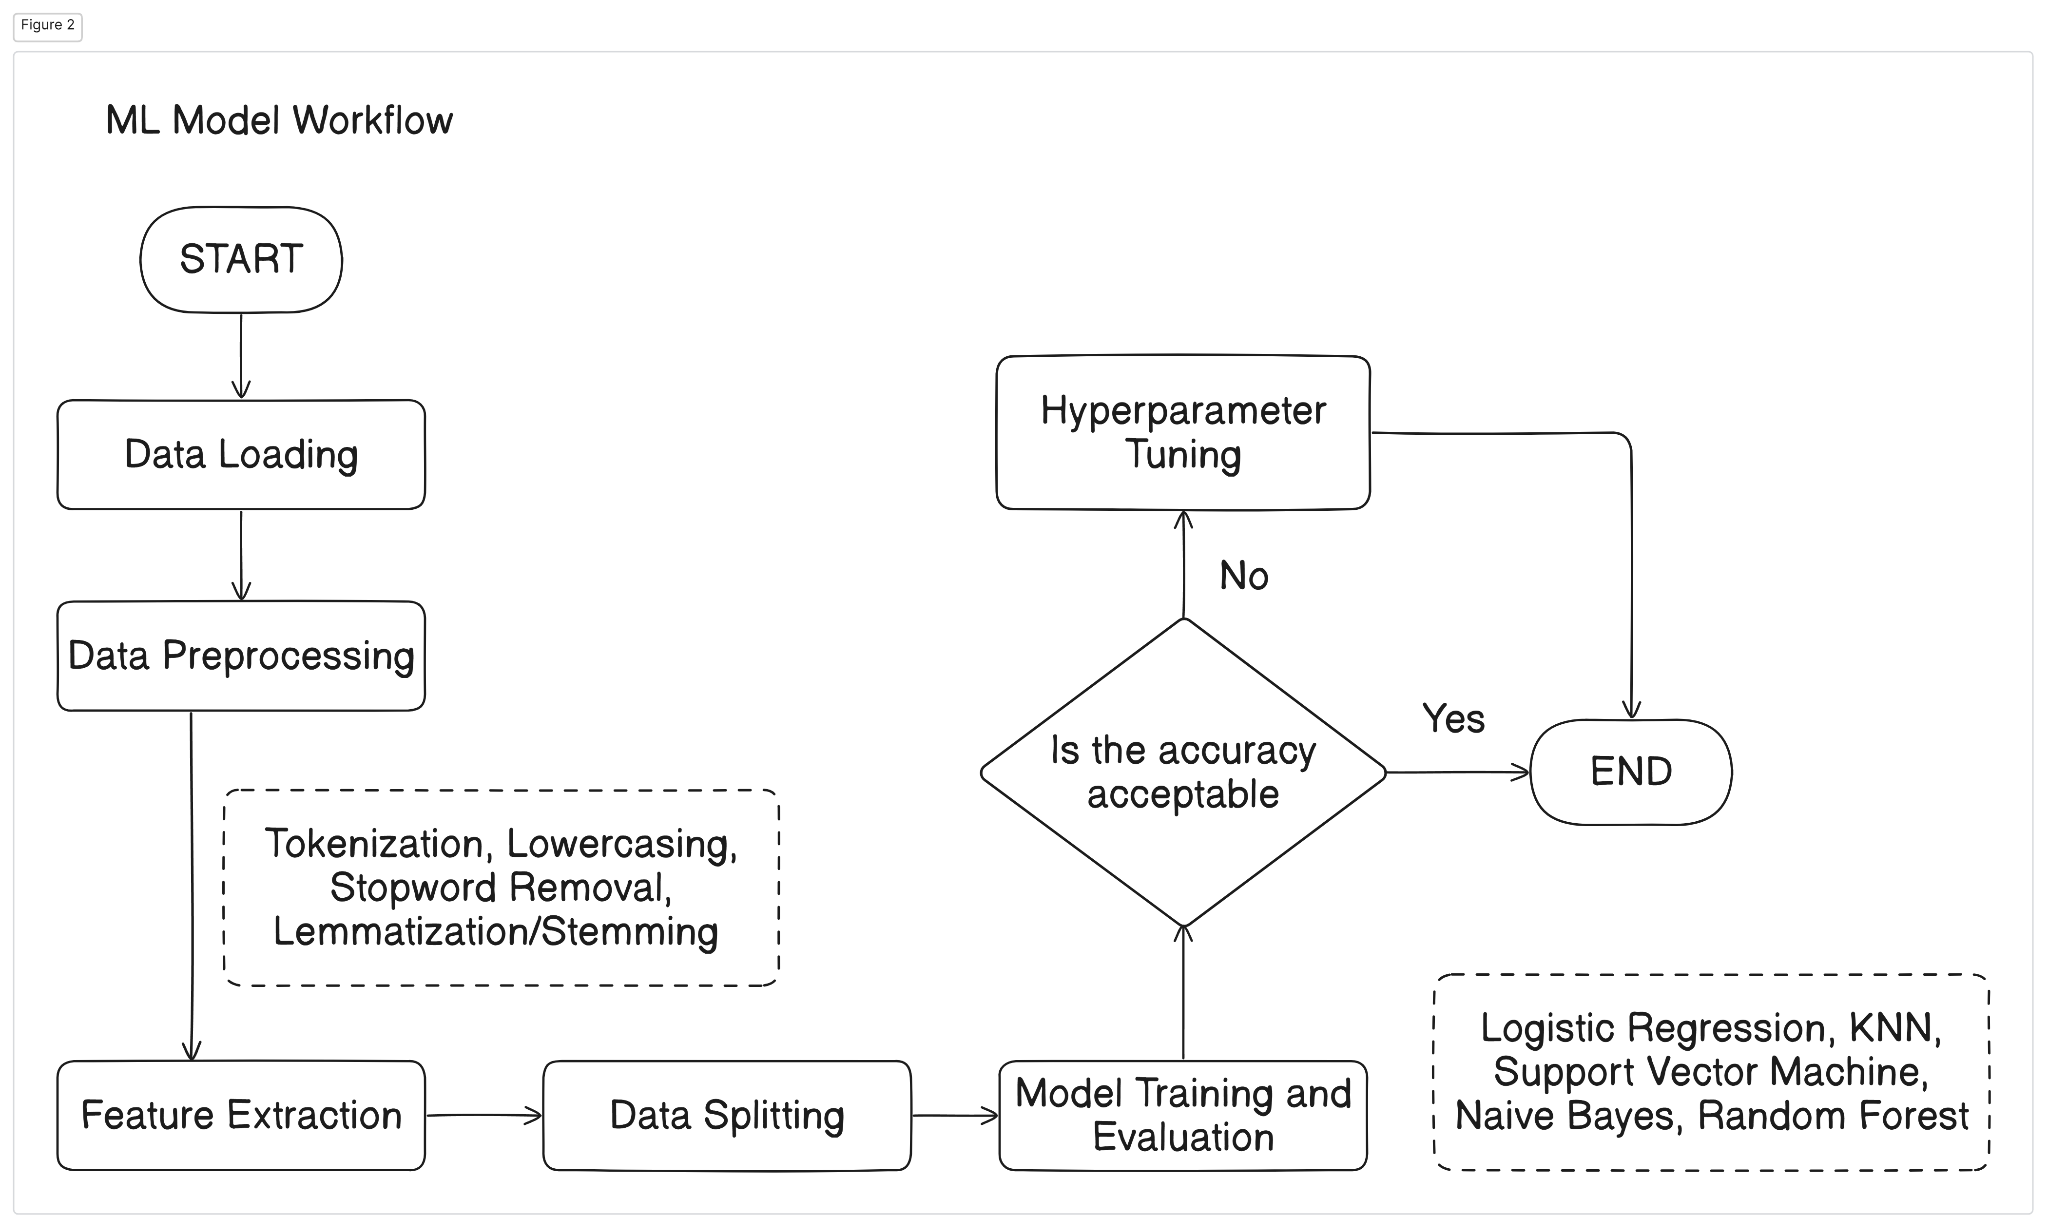 Figure 2
ML Model Workflow
START
Data Loading
Data Preprocessing
Tokenization, Lowercasing,
Stopword Removal,
Lemmatization/Stemming
Feature Extraction
Data Splitting
Model Training and
Evaluation
Is the accuracy
acceptable
No
Hyperparameter
Tuning
Yes
END
Logistic Regression, KNN,
Support Vector Machine,
Naive Bayes, Random Forest